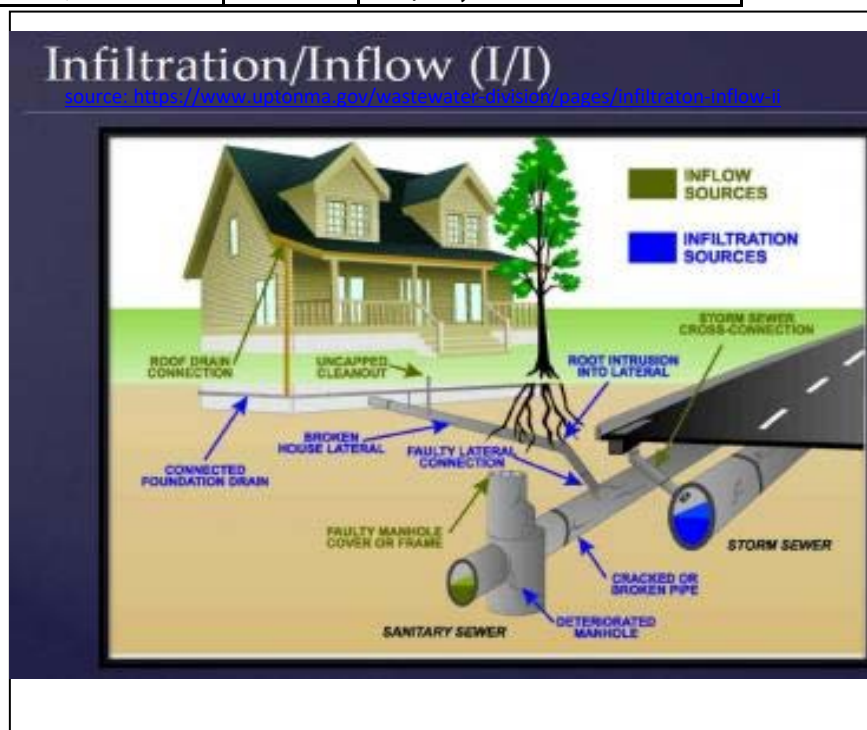 Infiltration/Inflow (I/I)
source: https://www.uptonma.gov/wastewater-division/pages/infiltraton-inflow-ii
INFLOW
SOURCES
INFILTRATION
SOURCES
STORM SEWER
CROSS-CONNECTION
ROOF DRAIN
CONNECTION
UNCAPPED
CLEANOUT
ROOT INTRUSION
INTO LATERAL
BROKEN
HOUSE LATERAL
FAULTY LATERAL
CONNECTION
CONNECTED
FOUNDATION DRAIN
FAULTY MANHOLE
COVER OR FRAME
STORM SEWER
CRACKED OR
BROKEN PIPE
DETERIORATED
MANHOLE
SANITARY SEWER